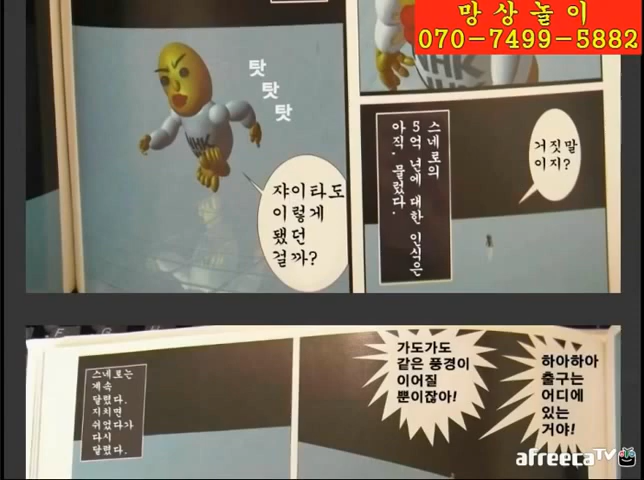 망상놀이
070-7499-5882
탓
탓
탓
NHK
쟈이타도
이렇게
됐던
걸까?
NHK
스네로의
5억 년에 대한 인식은
아직, 물렀다.
거짓말
이지?
스네로는
계속
달렸다.
지치면
쉬었다가
다시
달렸다.
가도가도
같은 풍경이
이어질
뿐이잖아!
하아하아
출구는
어디에
있는
거야!
afreecaTV